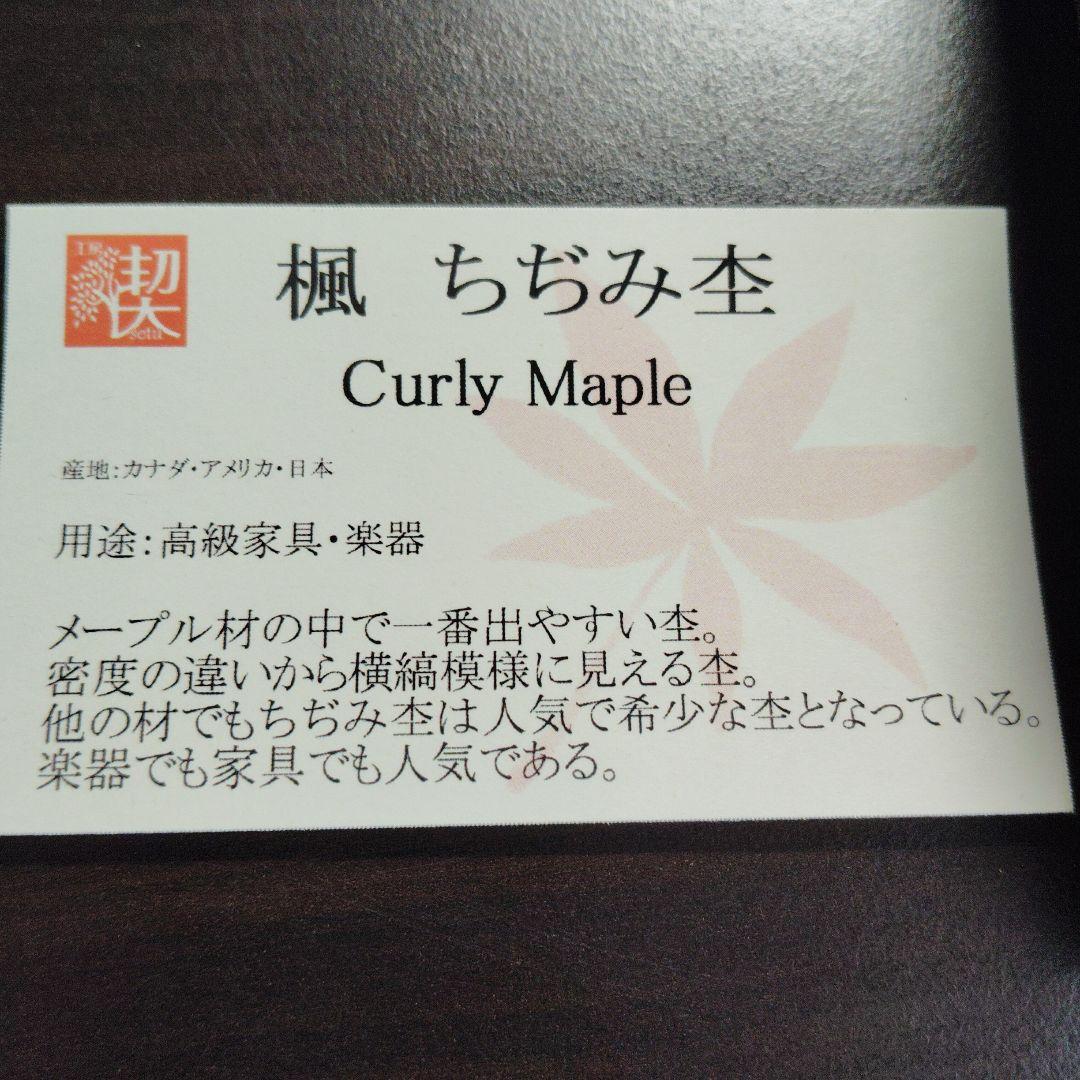 工房
契
setu
楓 ちぢみ杢
Curly Maple
産地:カナダ・アメリカ・日本
用途:高級家具・楽器
メープル材の中で一番出やすい杢。
密度の違いから横縞模様に見える杢。
他の材でもちぢみ杢は人気で希少な杢となっている。
楽器でも家具でも人気である。